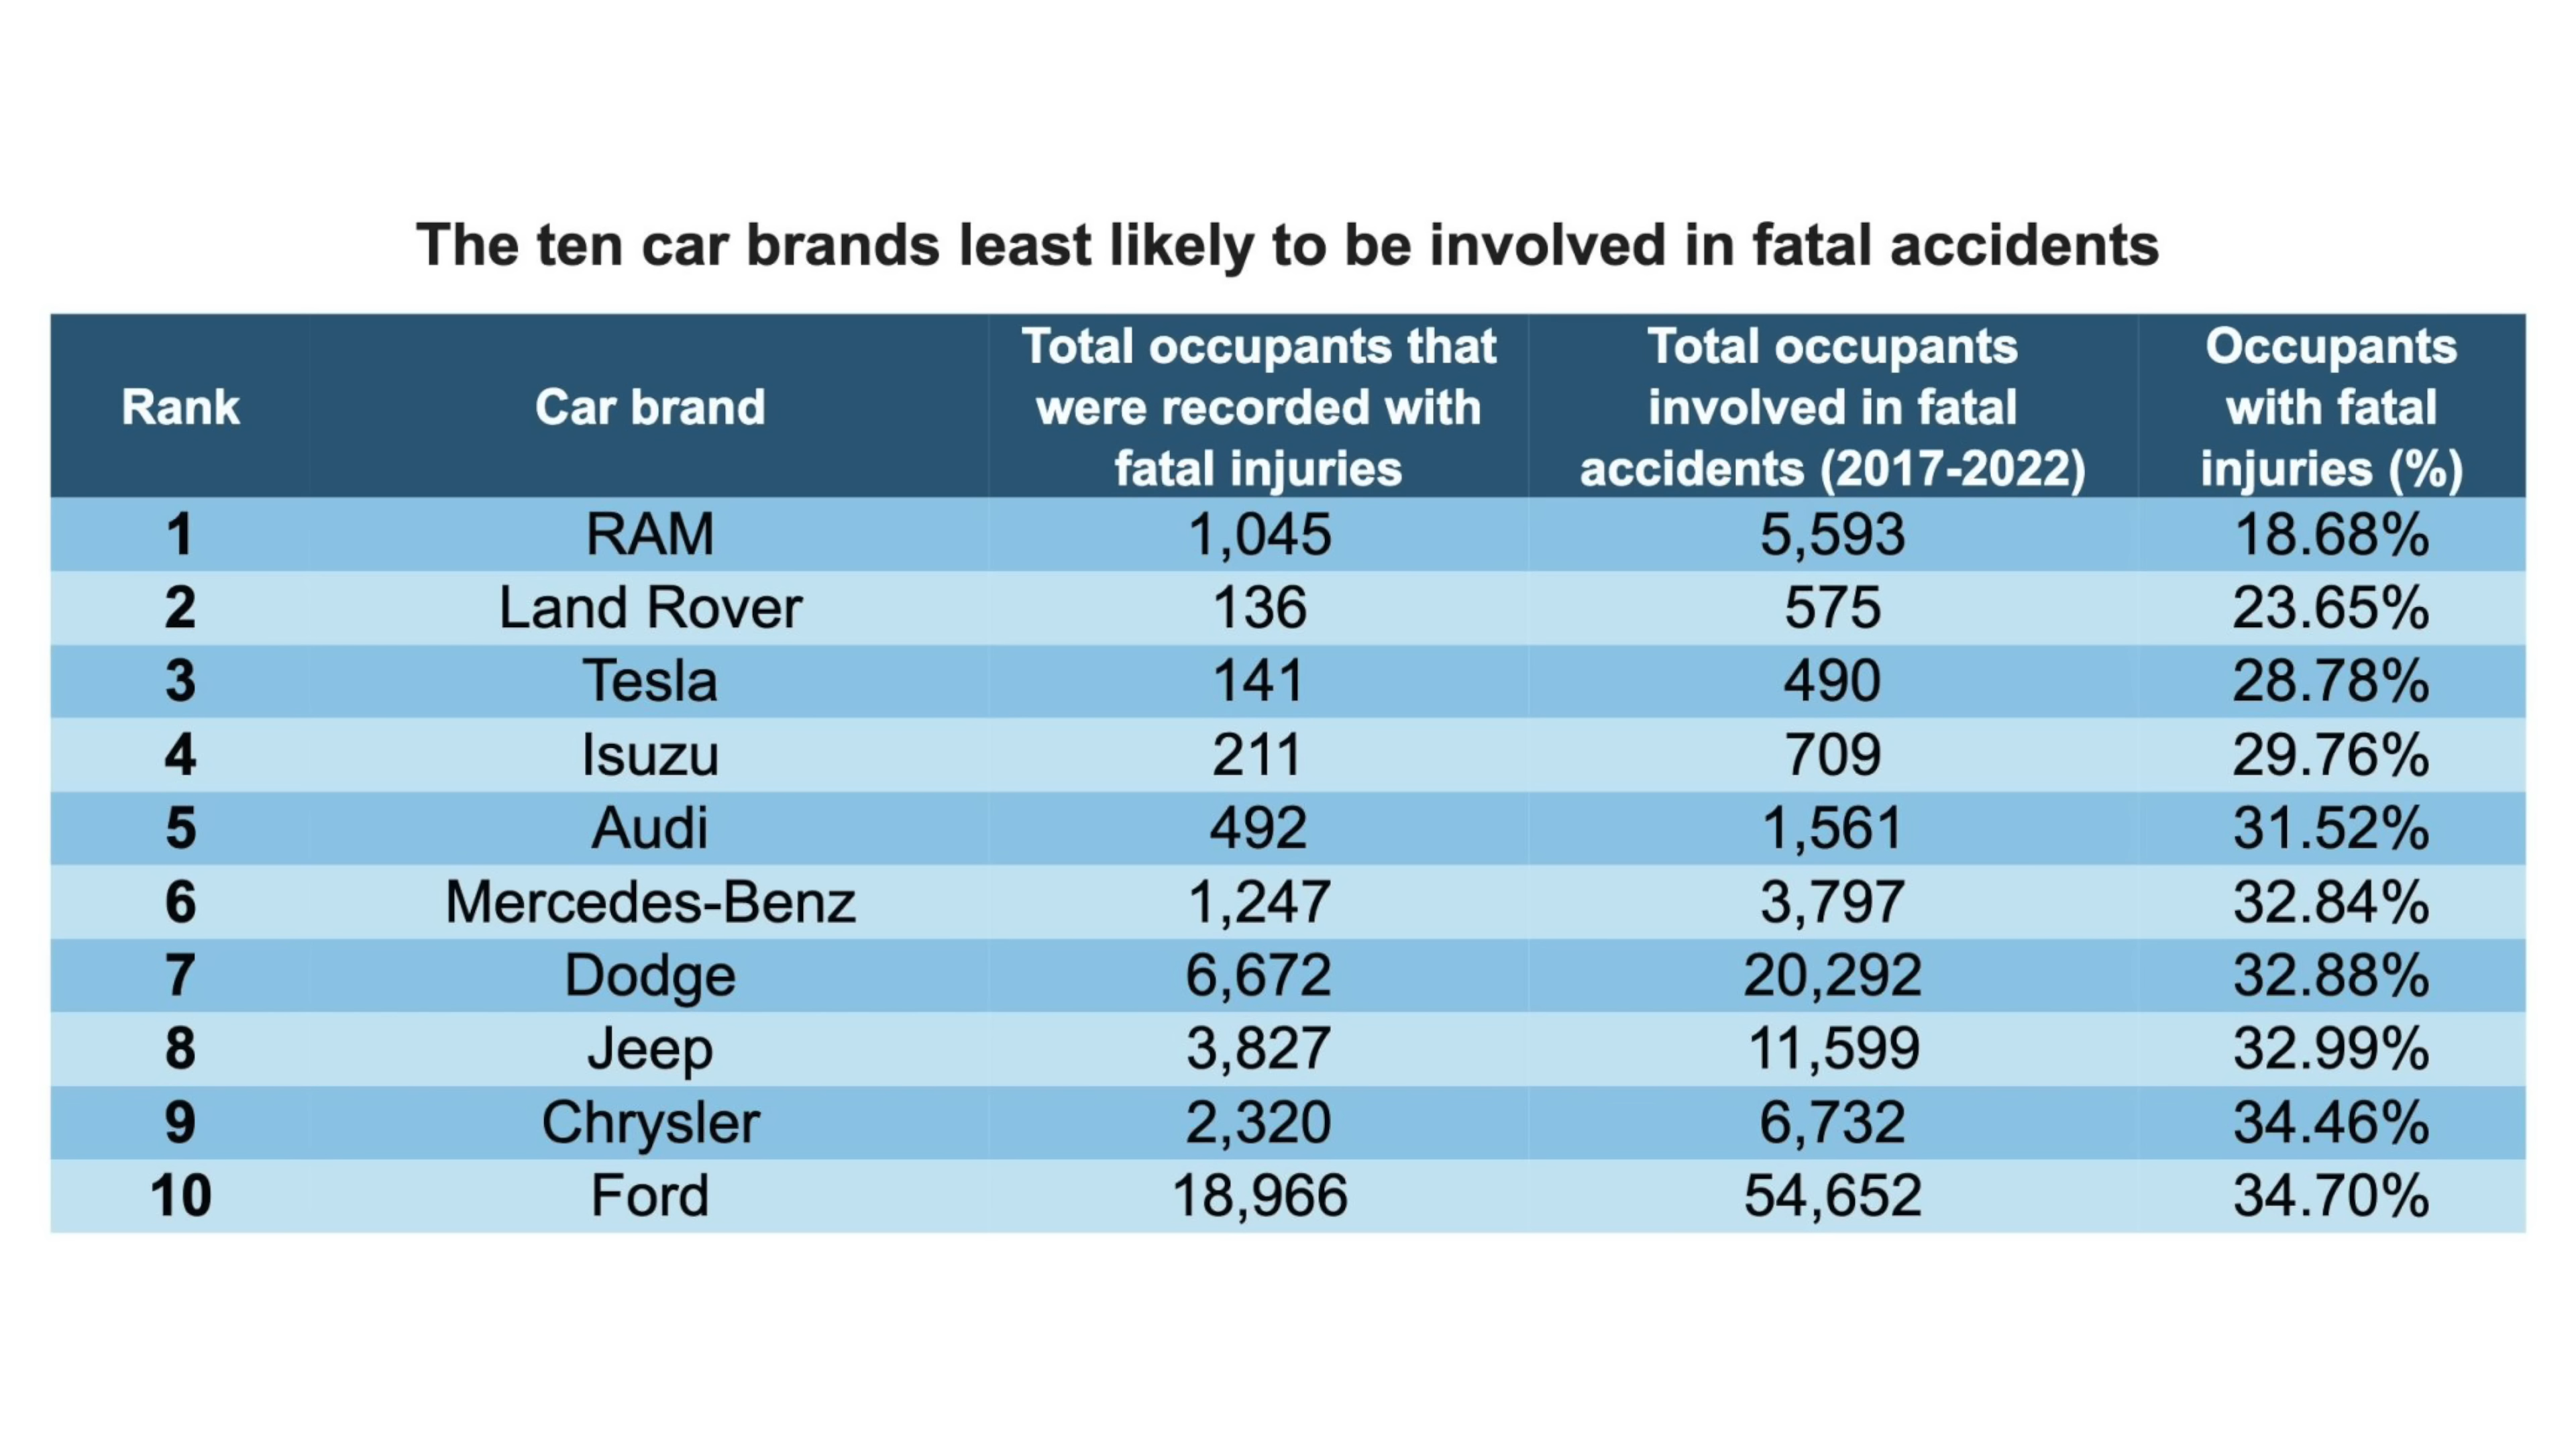 The ten car brands least likely to be involved in fatal accidents
Rank Car brand Total occupants that were recorded with fatal injuries Total occupants involved in fatal accidents (2017-2022) Occupants with fatal injuries (%)
1 RAM 1,045 5,593 18.68%
2 Land Rover 136 575 23.65%
3 Tesla 141 490 28.78%
4 Isuzu 211 709 29.76%
5 Audi 492 1,561 31.52%
6 Mercedes-Benz 1,247 3,797 32.84%
7 Dodge 6,672 20,292 32.88%
8 Jeep 3,827 11,599 32.99%
9 Chrysler 2,320 6,732 34.46%
10 Ford 18,966 54,652 34.70%